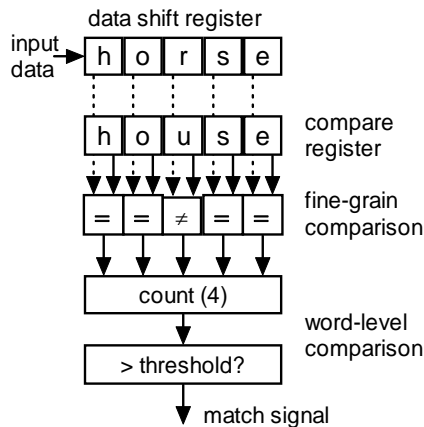 data shift register
input
data
h o r s e
h o u s e
compare
register
= = ≠ = =
fine-grain
comparison
count (4)
word-level
comparison
> threshold?
match signal